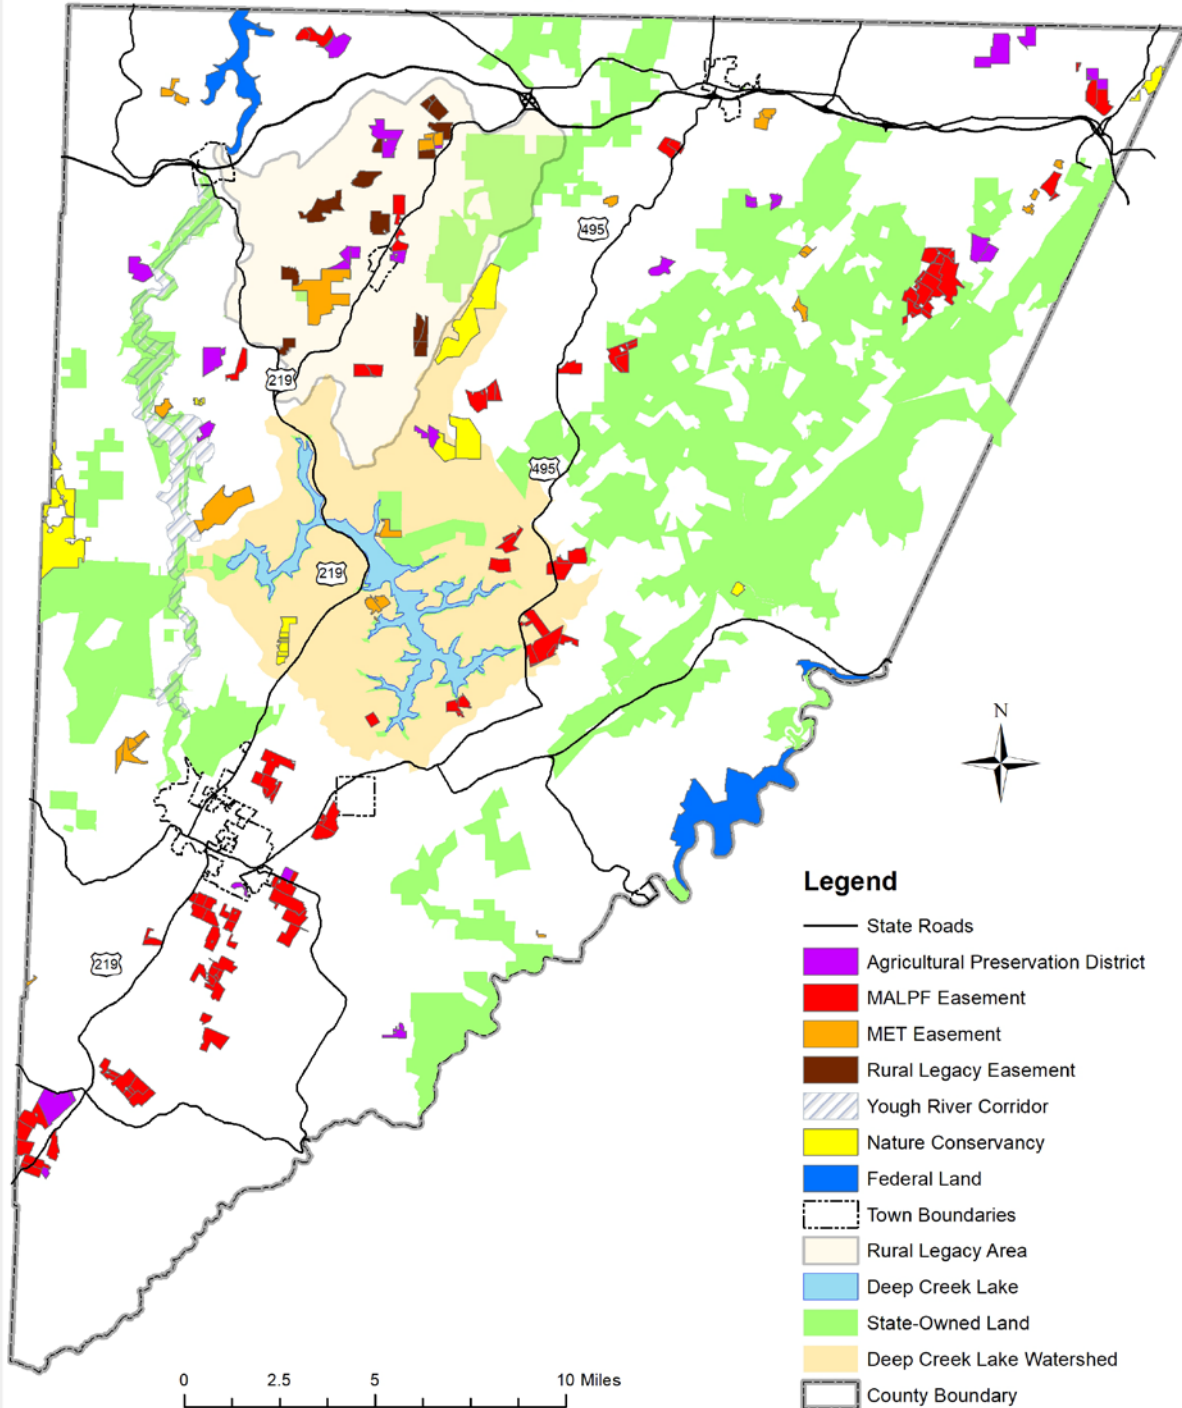 495
219
495
219
N
219
Legend
State Roads
Agricultural Preservation District
MALPF Easement
MET Easement
Rural Legacy Easement
Yough River Corridor
Nature Conservancy
Federal Land
Town Boundaries
Rural Legacy Area
Deep Creek Lake
State-Owned Land
Deep Creek Lake Watershed
County Boundary
0 2.5 5 10 Miles